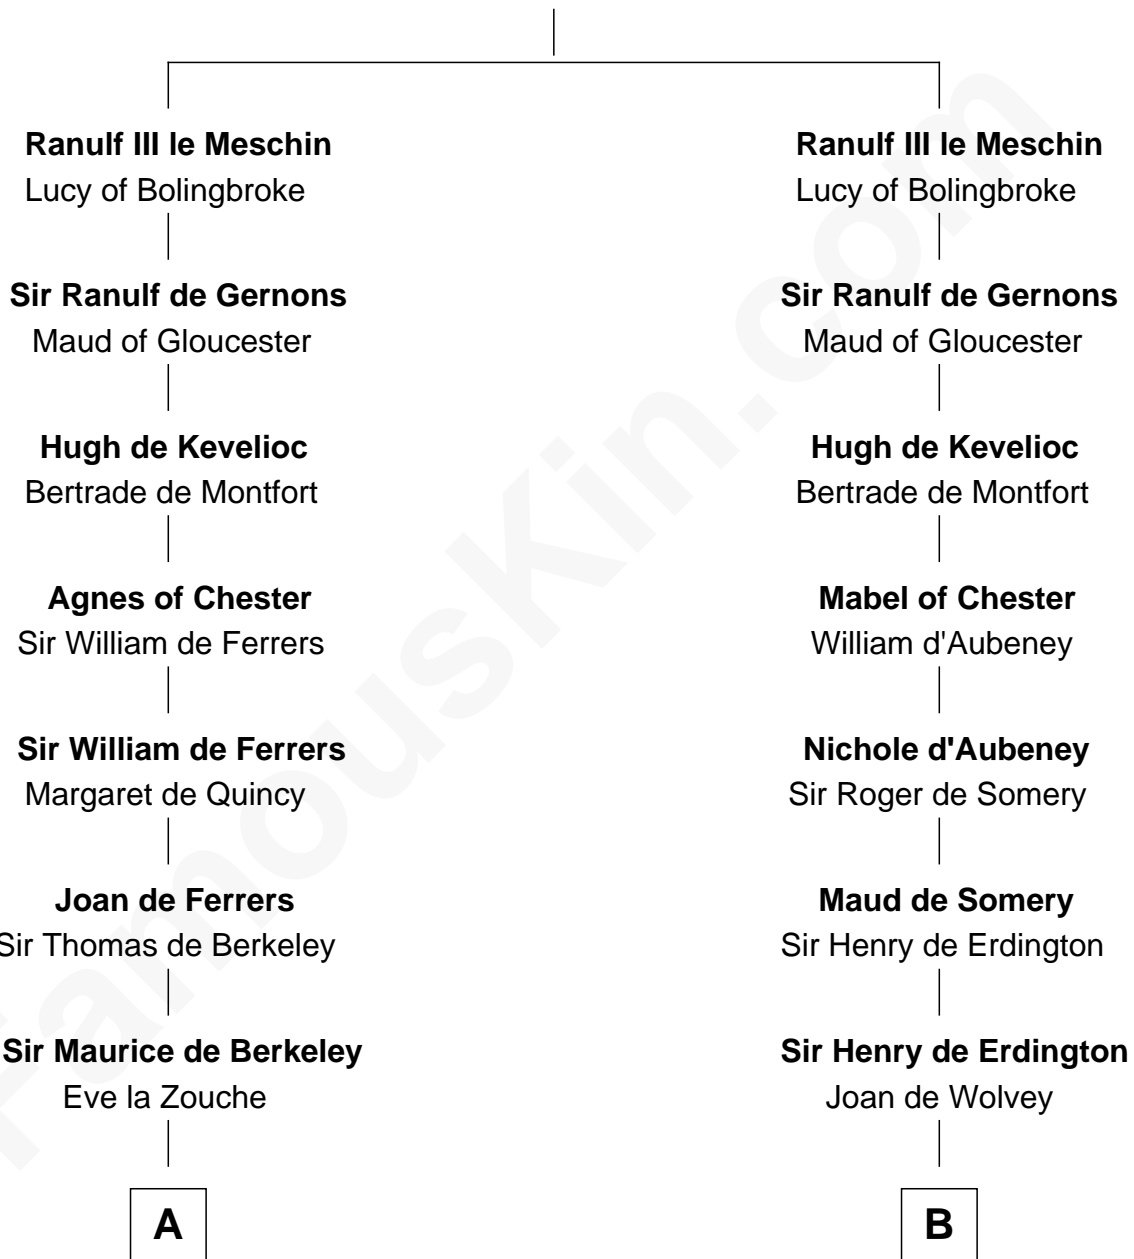 Ranulf III le Meschin
Lucy of Bolingbroke
Ranulf III le Meschin
Lucy of Bolingbroke
Sir Ranulf de Gernons
Maud of Gloucester
Sir Ranulf de Gernons
Maud of Gloucester
Hugh de Kevelioc
Bertrade de Montfort
Hugh de Kevelioc
Bertrade de Montfort
Agnes of Chester
Sir William de Ferrers
Mabel of Chester
William d'Aubeney
Sir William de Ferrers
Margaret de Quincy
Nichole d'Aubeney
Sir Roger de Somery
Joan de Ferrers
Sir Thomas de Berkeley
Maud de Somery
Sir Henry de Erdington
Sir Maurice de Berkeley
Eve la Zouche
Sir Henry de Erdington
Joan de Wolvey
A
B
FamousKin.com